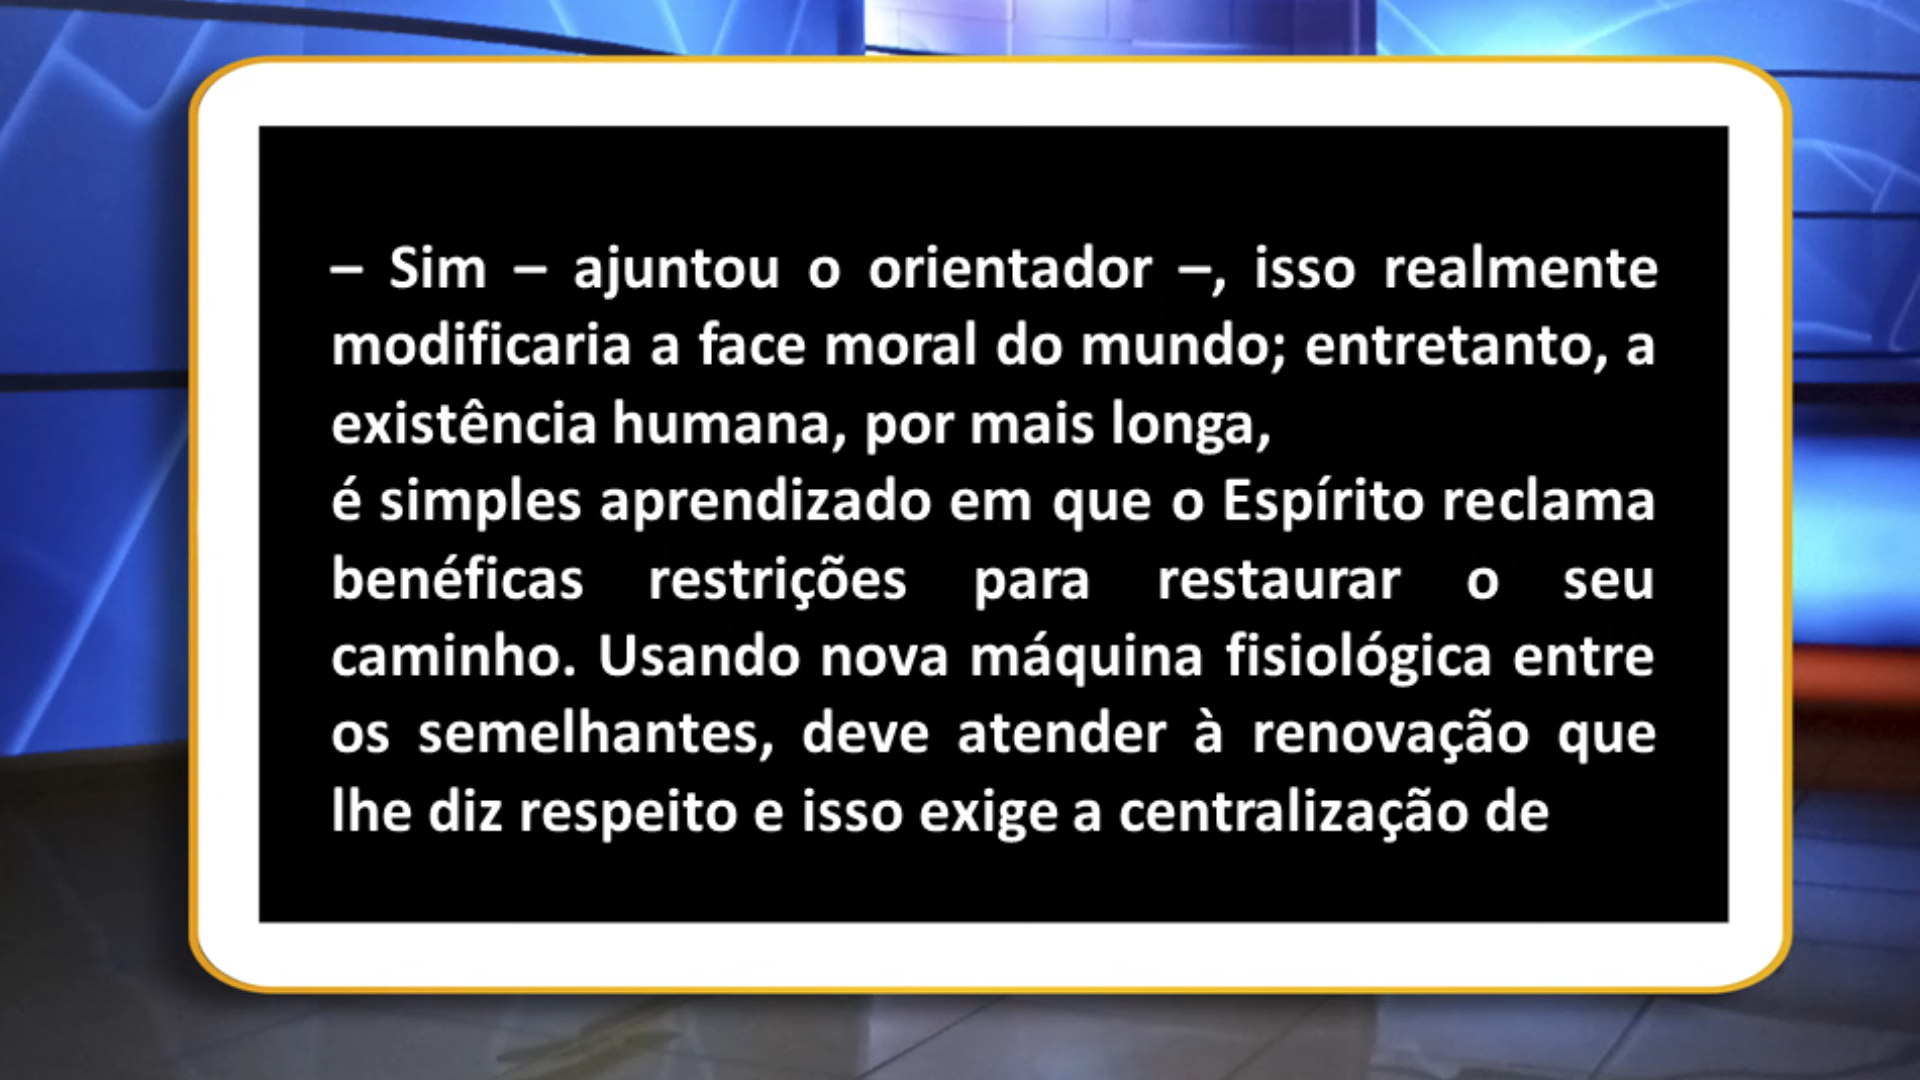 – Sim – ajuntou o orientador –, isso realmente
modificaria a face moral do mundo; entretanto, a
existência humana, por mais longa,
é simples aprendizado em que o Espírito reclama
benéficas restrições para restaurar o seu
caminho. Usando nova máquina fisiológica entre
os semelhantes, deve atender à renovação que
lhe diz respeito e isso exige a centralização de